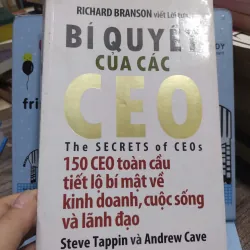 RICHARD BRANSON viết Lời tựa
BÍ QUYẾT
CỦA CÁC
CEO
The SECRETS of CEOs
150 CEO toàn cầu
tiết lộ bí mật về
kinh doanh, cuộc sống
và lãnh đạo
Steve Tappin và Andrew Cave